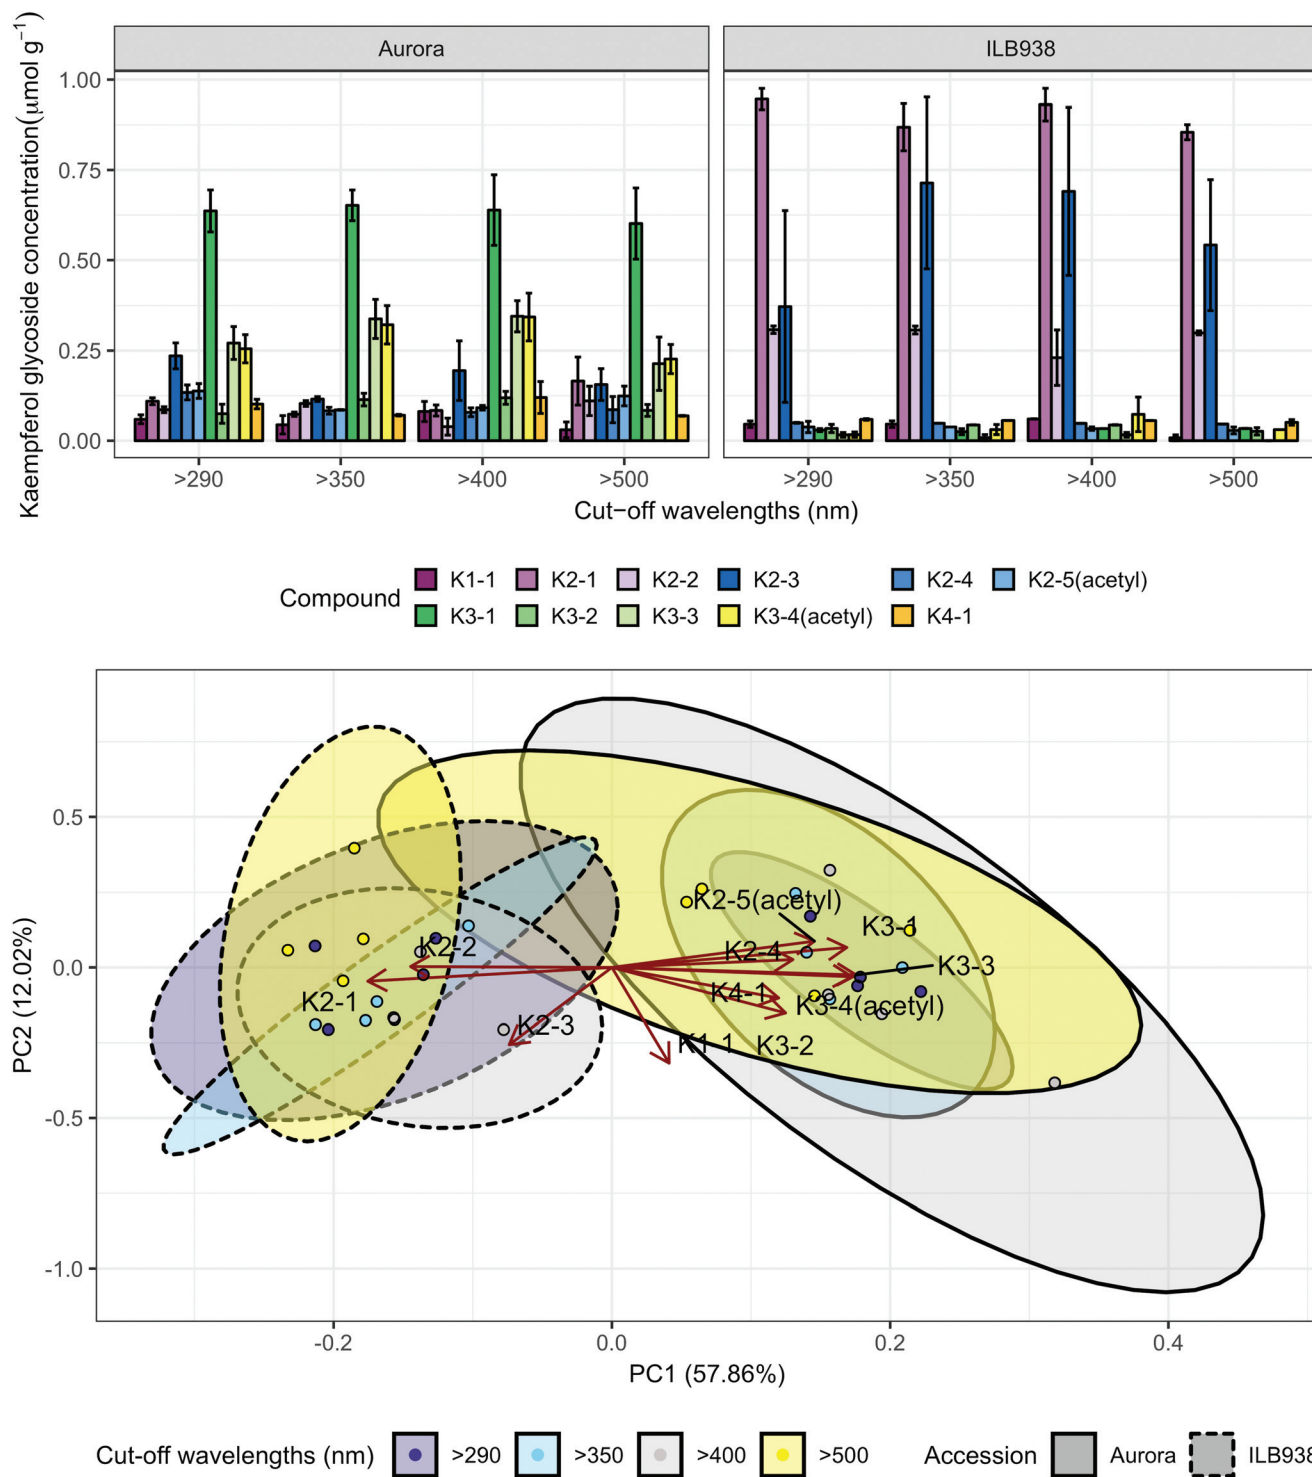 Aurora
ILB938
Kaempferol glycoside concentration(μmol g⁻¹)
1.00
0.75
0.50
0.25
0.00
>290 >350 >400 >500 >290 >350 >400 >500
Cut−off wavelengths (nm)
Compound
K1-1 K2-1 K2-2 K2-3 K2-4 K2-5(acetyl)
K3-1 K3-2 K3-3 K3-4(acetyl) K4-1
PC2 (12.02%)
0.5
0.0
-0.5
-1.0
K2-5(acetyl)
K3-1
K2-2
K2-4
K3-3
K2-1
K4-1
K3-4(acetyl)
K2-3
K1-1
K3-2
-0.2 0.0 0.2 0.4
PC1 (57.86%)
Cut-off wavelengths (nm) >290 >350 >400 >500 Accession Aurora ILB938